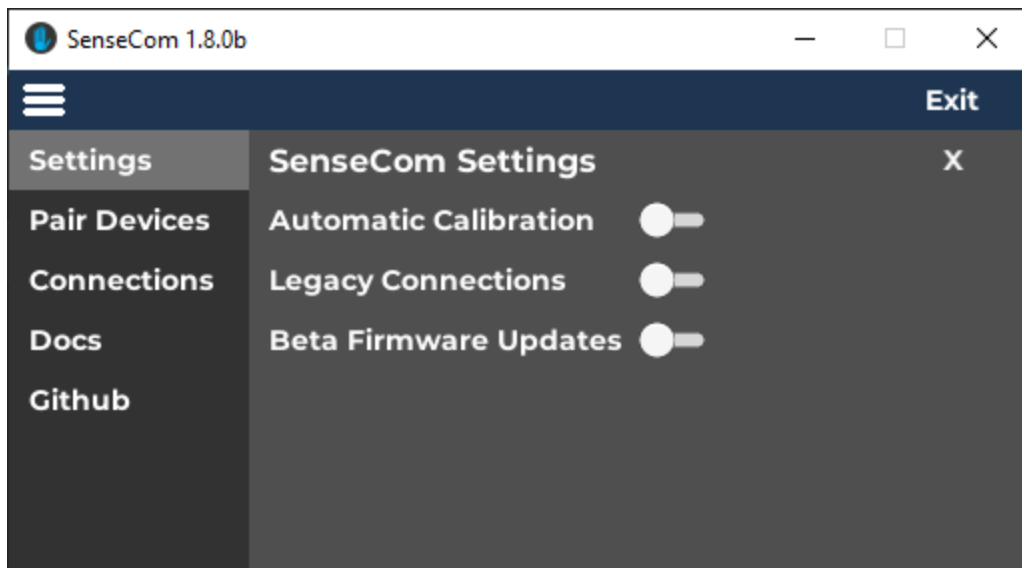 SenseCom 1.8.0b
Exit
Settings
SenseCom Settings
X
Pair Devices
Automatic Calibration
Connections
Legacy Connections
Docs
Beta Firmware Updates
Github